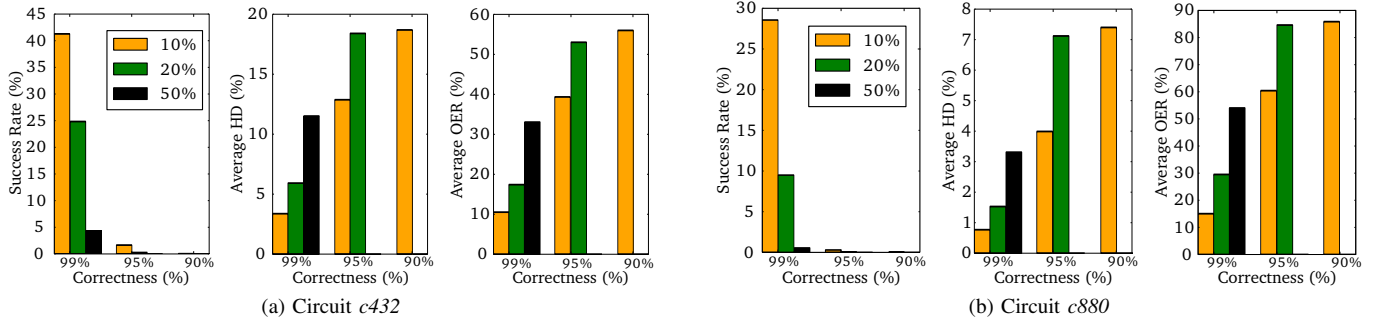 45
40
35
30
25
20
15
10
5
0
Success Rate (%)
10%
20%
50%
99% 95% 90%
Correctness (%)
20
15
10
5
0
Average HD (%)
99% 95% 90%
Correctness (%)
60
50
40
30
20
10
0
Average OER (%)
99% 95% 90%
Correctness (%)
(a) Circuit c432
30
25
20
15
10
5
0
Success Rate (%)
10%
20%
50%
99% 95% 90%
Correctness (%)
8
7
6
5
4
3
2
1
0
Average HD (%)
99% 95% 90%
Correctness (%)
90
80
70
60
50
40
30
20
10
0
Average OER (%)
99% 95% 90%
Correctness (%)
(b) Circuit c880